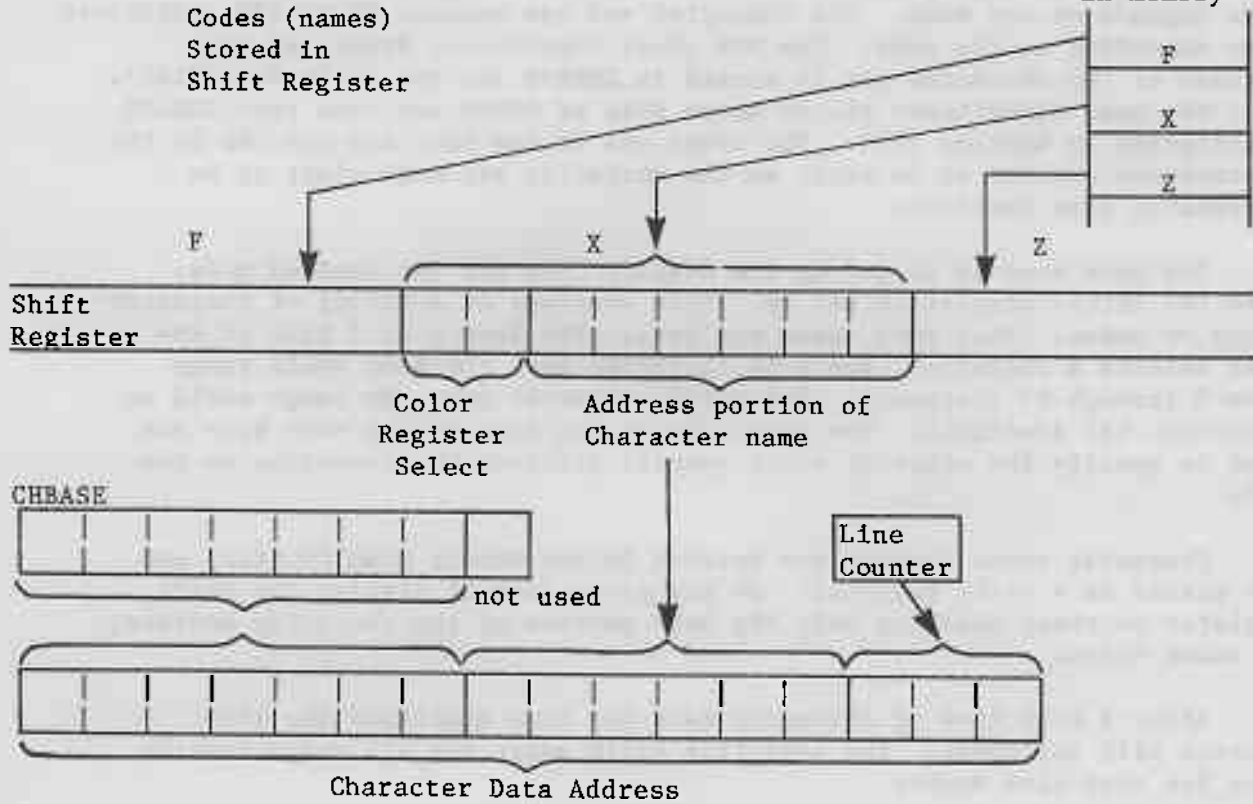 Codes (names)
Stored in
Shift Register
F
X
Z
F
X
Z
Shift
Register
Color
Register
Select
Address portion of
Character name
CHBASE
not used
Line
Counter
Character Data Address